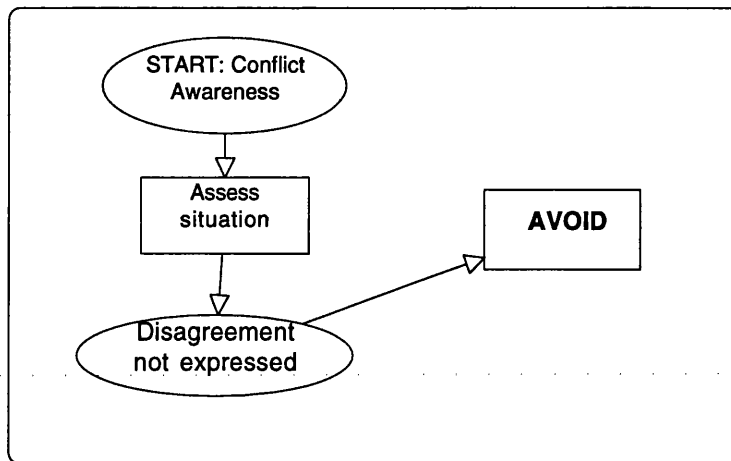 START: Conflict
Awareness
Assess
situation
AVOID
Disagreement
not expressed